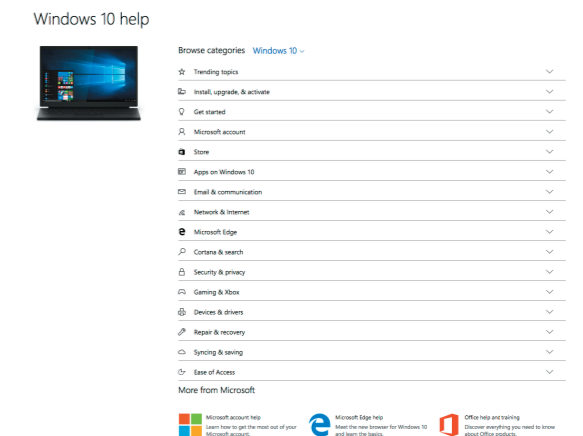 Windows 10 help
Browse categories Windows 10
Trending topics
Install, upgrade, & activate
Get started
Microsoft account
Store
Apps on Windows 10
Email & communication
Network & Internet
Microsoft Edge
Cortana & search
Security & privacy
Gaming & Xbox
Devices & drivers
Repair & recovery
Syncing & saving
Ease of Access
More from Microsoft
Microsoft account help
Learn how to get the most out of your
Microsoft account.
Microsoft Edge help
Meet the new browser for Windows 10
and learn the basics.
Office help and training
Discover everything you need to know
about Office products.